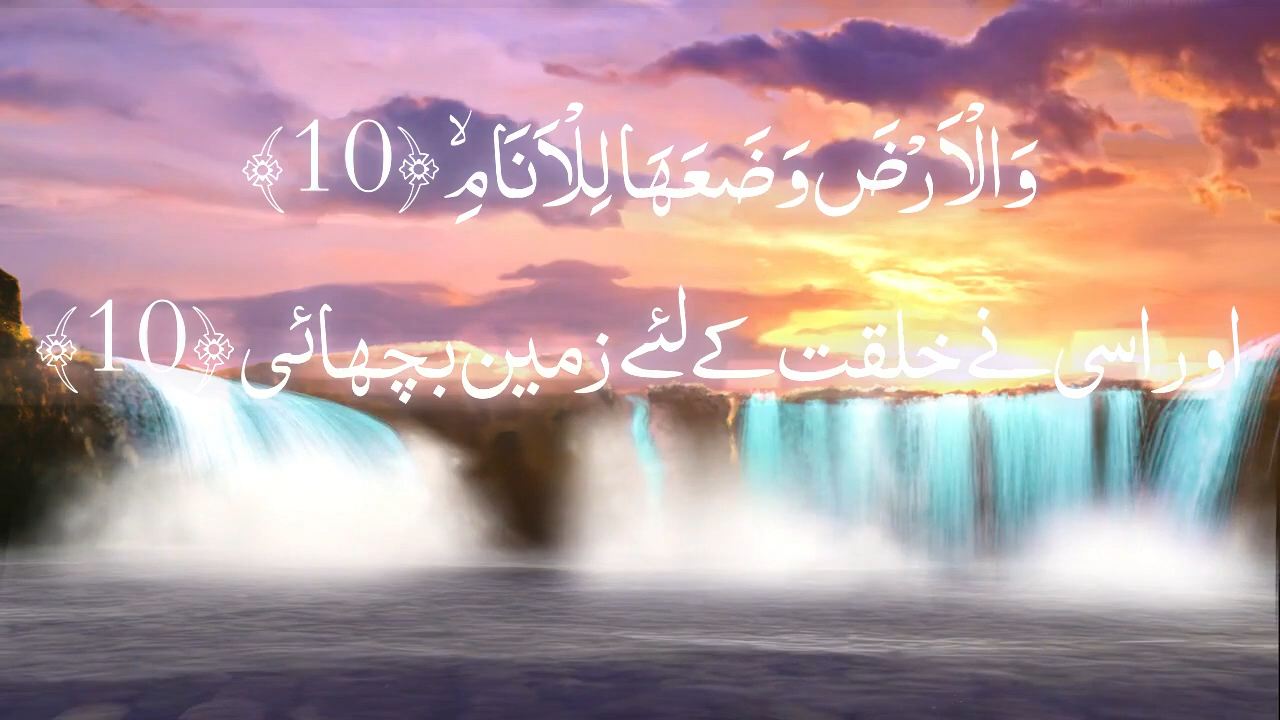 وَالْاَرْضَ وَضَعَهَا لِلْاَنَامِۙ ﴿10﴾
اور اسی نے خلقت کے لئے زمین بچھائی ﴿10﴾